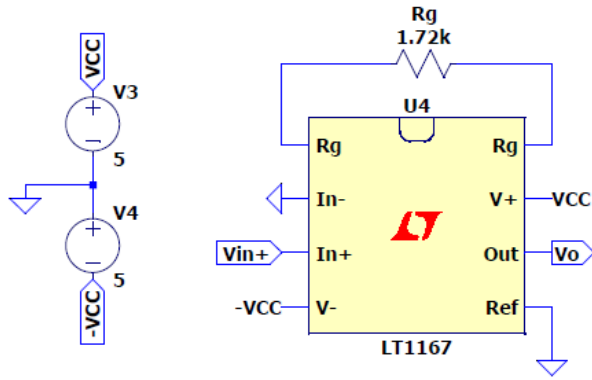 VCC
V3
5
V4
5
-VCC
Rg
1.72k
U4
Rg
Rg
In-
V+
VCC
Vin+
In+
Out
Vo
-VCC
V-
Ref
LT1167